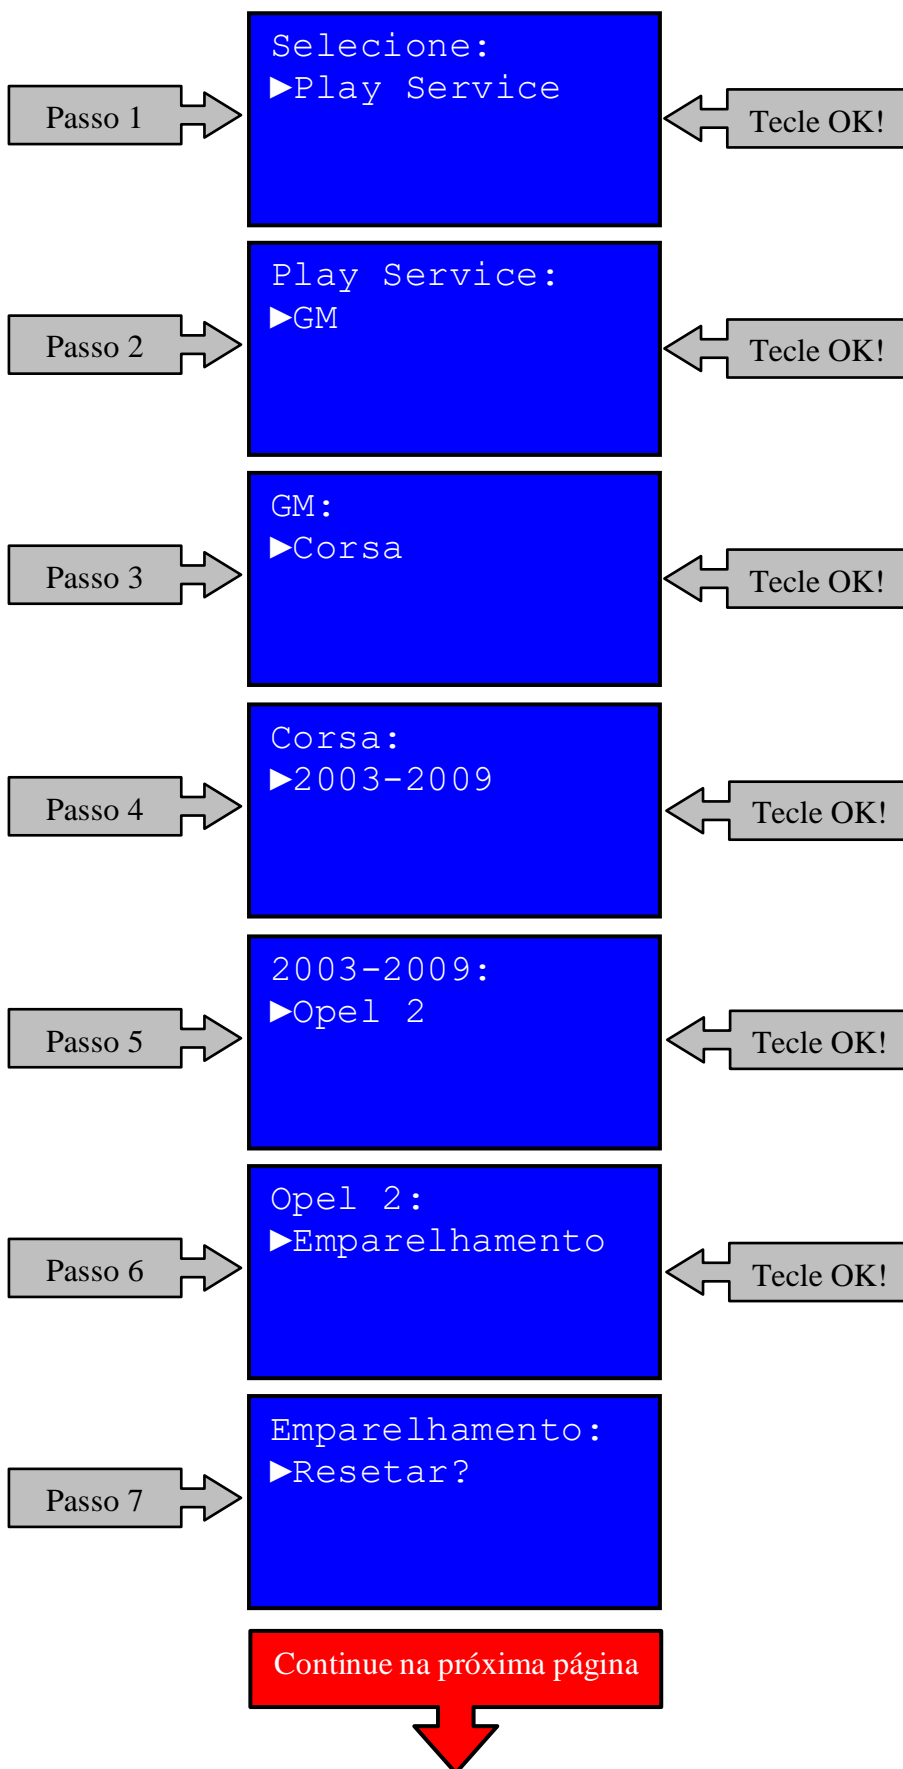 Selecione:
►Play Service
Passo 1
Tecle OK!
Play Service:
►GM
Passo 2
Tecle OK!
GM:
►Corsa
Passo 3
Tecle OK!
Corsa:
►2003-2009
Passo 4
Tecle OK!
2003-2009:
►Opel 2
Passo 5
Tecle OK!
Opel 2:
►Emparelhamento
Passo 6
Tecle OK!
Emparelhamento:
►Resetar?
Passo 7
Continue na próxima página